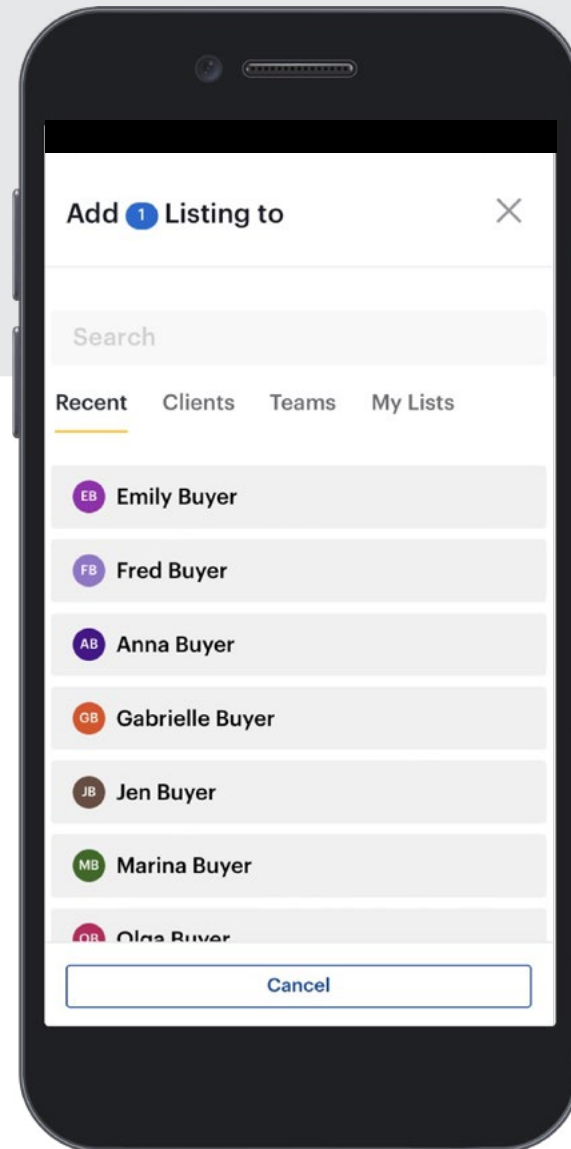 Add 1 Listing to
Search
Recent Clients Teams My Lists
EB Emily Buyer
FB Fred Buyer
AB Anna Buyer
GB Gabrielle Buyer
JB Jen Buyer
MB Marina Buyer
OB Olga Buyer
Cancel